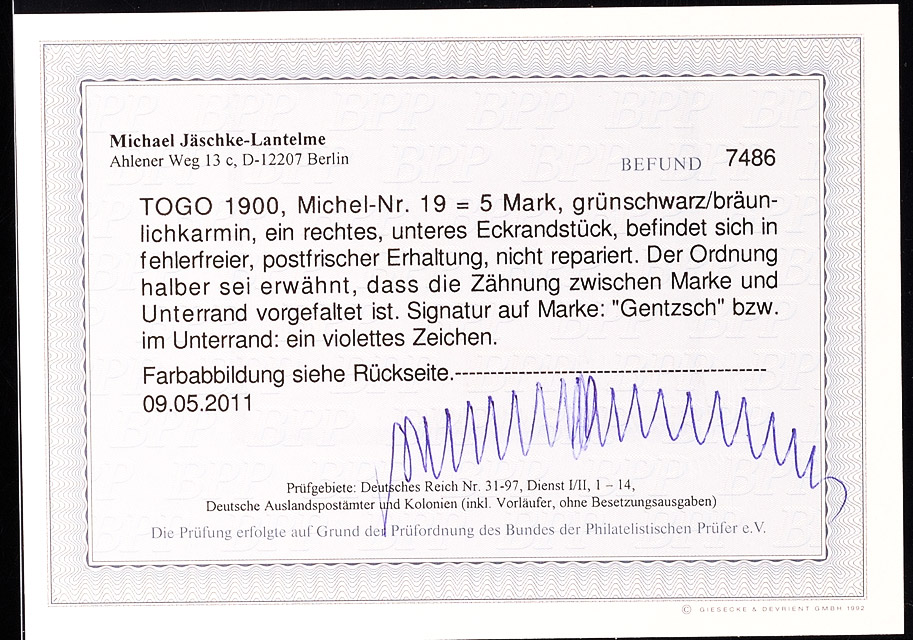 Michael Jäschke-Lantelme
Ahlener Weg 13 c, D-12207 Berlin
BEFUND 7486
TOGO 1900, Michel-Nr. 19 = 5 Mark, grünschwarz/bräun-
lichkarmin, ein rechtes, unteres Eckrandstück, befindet sich in
fehlerfreier, postfrischer Erhaltung, nicht repariert. Der Ordnung
halber sei erwähnt, dass die Zähnung zwischen Marke und
Unterrand vorgefaltet ist. Signatur auf Marke: "Gentzsch" bzw.
im Unterrand: ein violettes Zeichen.
Farbabbildung siehe Rückseite.--------------------------------------------
09.05.2011
Prüfgebiete: Deutsches Reich Nr. 31-97, Dienst I/II, 1 – 14,
Deutsche Auslandspostämter und Kolonien (inkl. Vorläufer, ohne Besetzungsausgaben)
Die Prüfung erfolgte auf Grund der Prüfordnung des Bundes der Philatelistischen Prüfer e.V.
© GIESECKE & DEVRIENT GMBH 1992